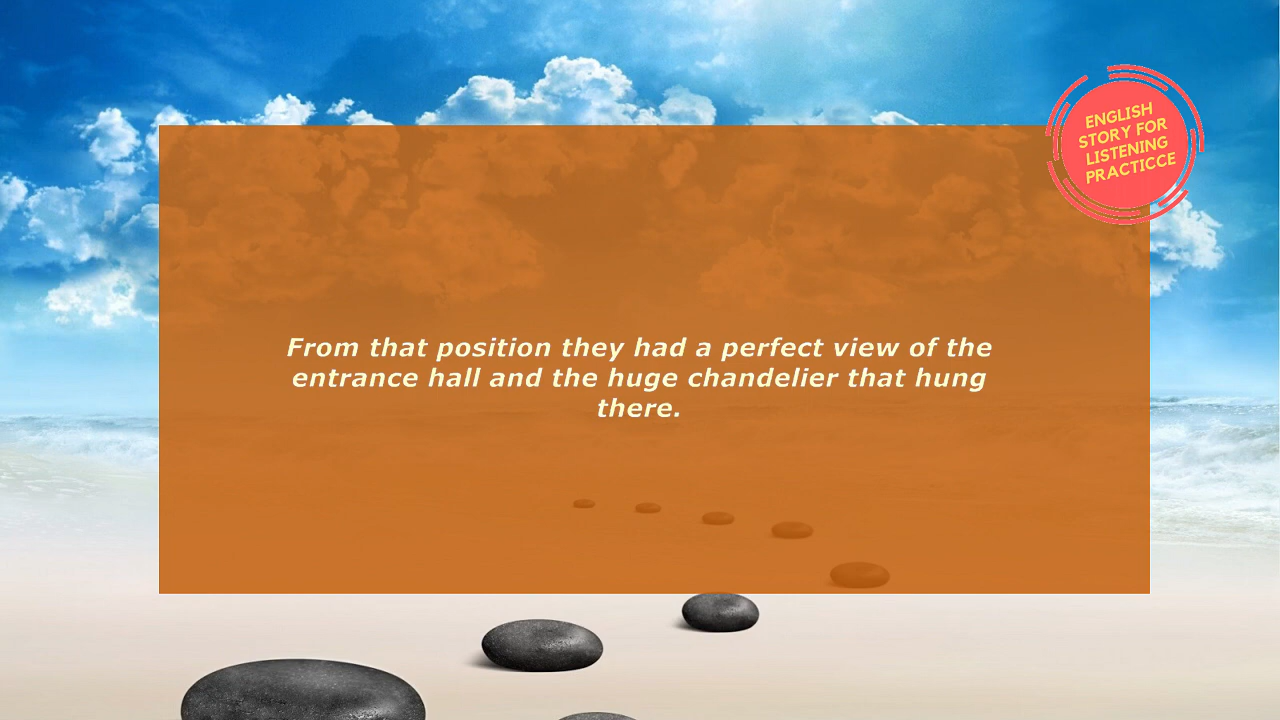 ENGLISH
STORY FOR
LISTENING
PRACTICCE
From that position they had a perfect view of the
entrance hall and the huge chandelier that hung
there.